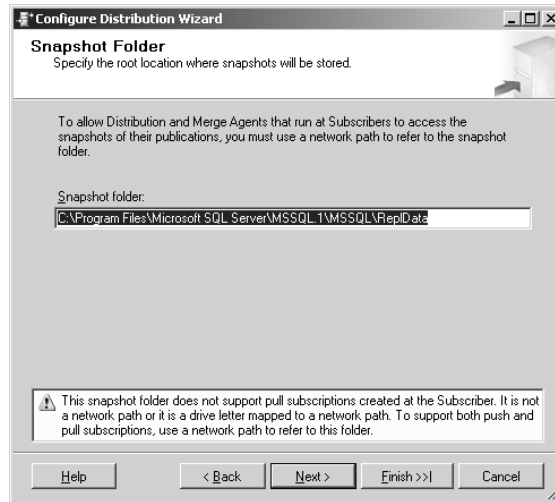 *Configure Distribution Wizard
Snapshot Folder
Specify the root location where snapshots will be stored.
To allow Distribution and Merge Agents that run at Subscribers to access the
snapshots of their publications, you must use a network path to refer to the snapshot
folder.
Snapshot folder:
C:\Program Files\Microsoft SQL Server\MSSQL.1\MSSQL\ReplData
This snapshot folder does not support pull subscriptions created at the Subscriber. It is not
a network path or it is a drive letter mapped to a network path. To support both push and
pull subscriptions, use a network path to refer to this folder.
Help < Back Next > Finish >>| Cancel